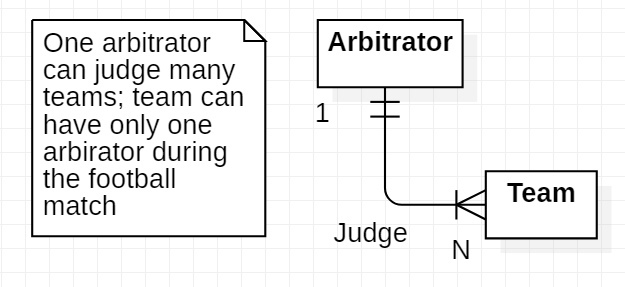 One arbitrator
can judge many
teams; team can
have only one
arbirator during
the football
match
Arbitrator
1
Judge
N
Team